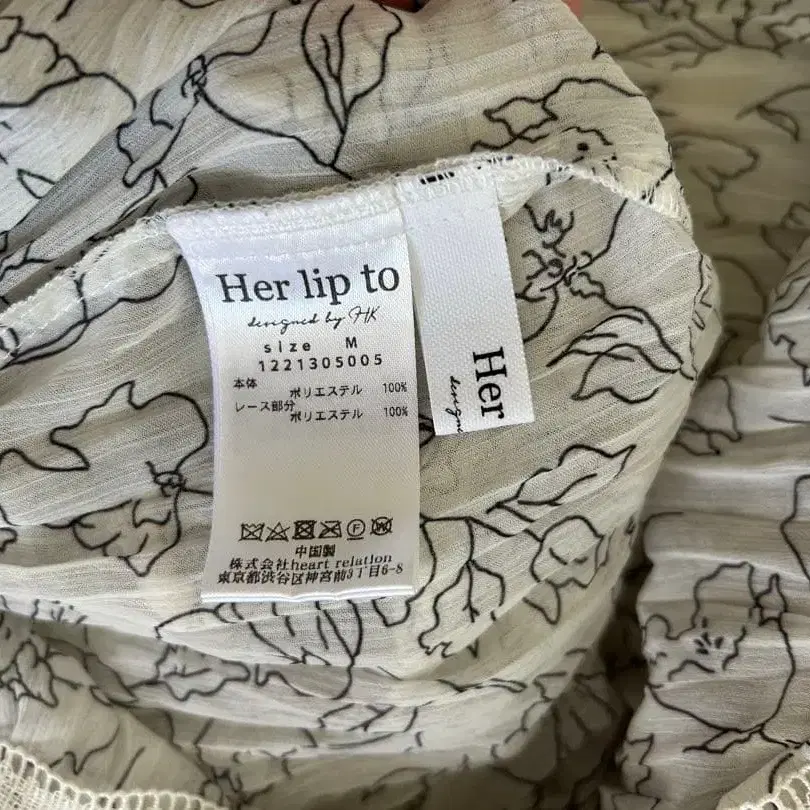 Her lip to
designed by HK
size M
1221305005
本体
ポリエステル 100%
レース部分
ポリエステル 100%
中国製
株式会社heart relation
東京都渋谷区神宮前3丁目6-8
Her
design